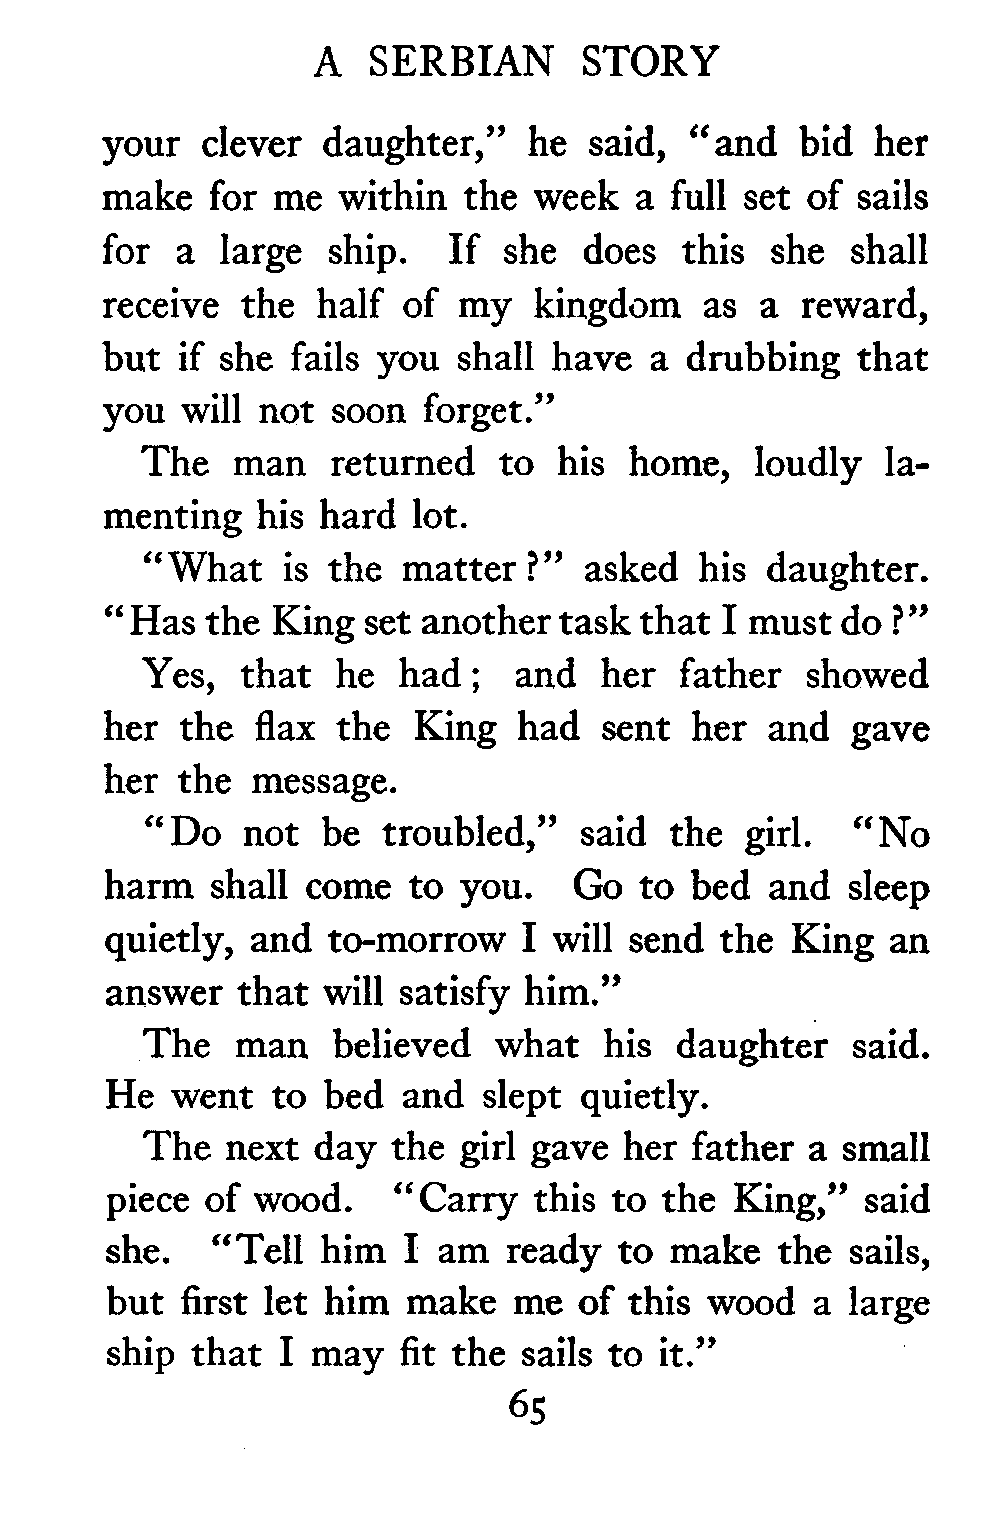 A SERBIAN STORY
your clever daughter,” he said, “and bid her
make for me within the week a full set of sails
for a large ship. If she does this she shall
receive the half of my kingdom as a reward,
but if she fails you shall have a drubbing that
you will not soon forget.”
The man returned to his home, loudly la-
menting his hard lot.
“What is the matter?” asked his daughter.
“Has the King set another task that I must do?”
Yes, that he had; and her father showed
her the flax the King had sent her and gave
her the message.
“Do not be troubled,” said the girl. “No
harm shall come to you. Go to bed and sleep
quietly, and to-morrow I will send the King an
answer that will satisfy him.”
The man believed what his daughter said.
He went to bed and slept quietly.
The next day the girl gave her father a small
piece of wood. “Carry this to the King,” said
she. “Tell him I am ready to make the sails,
but first let him make me of this wood a large
ship that I may fit the sails to it.”
65